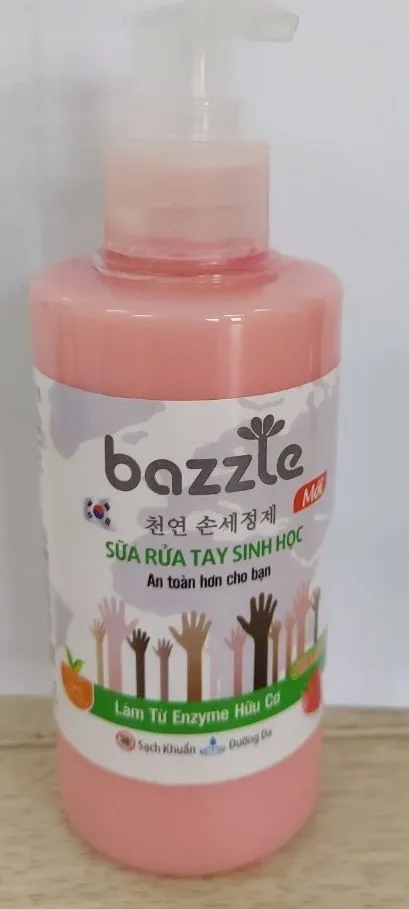 bazzle
Mới
천연 손세정제
SỮA RỬA TAY SINH HỌC
An toàn hơn cho bạn
Làm Từ Enzyme Hữu Cơ
Sạch Khuẩn Dưỡng Da